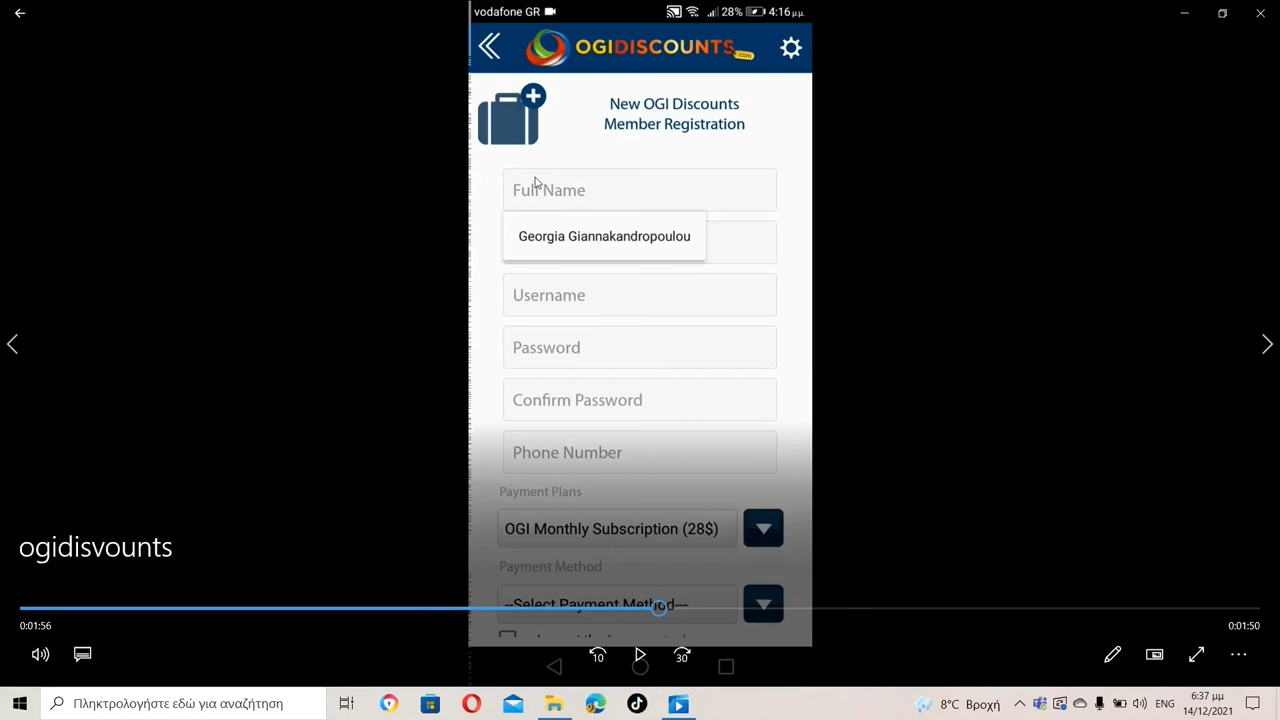 vodafone GR
28%
4:16 μ.μ
OGIDISCOUNTS
.com
New OGI Discounts
Member Registration
Full Name
Georgia Giannakandropoulou
Username
Password
Confirm Password
Phone Number
Payment Plans
OGI Monthly Subscription (28$)
Payment Method
--Select Payment Method---
ogidisvounts
0:01:56
0:01:50
10
30
Πληκτρολογήστε εδώ για αναζήτηση
8°C Βροχή
ENG
6:37 μμ
14/12/2021